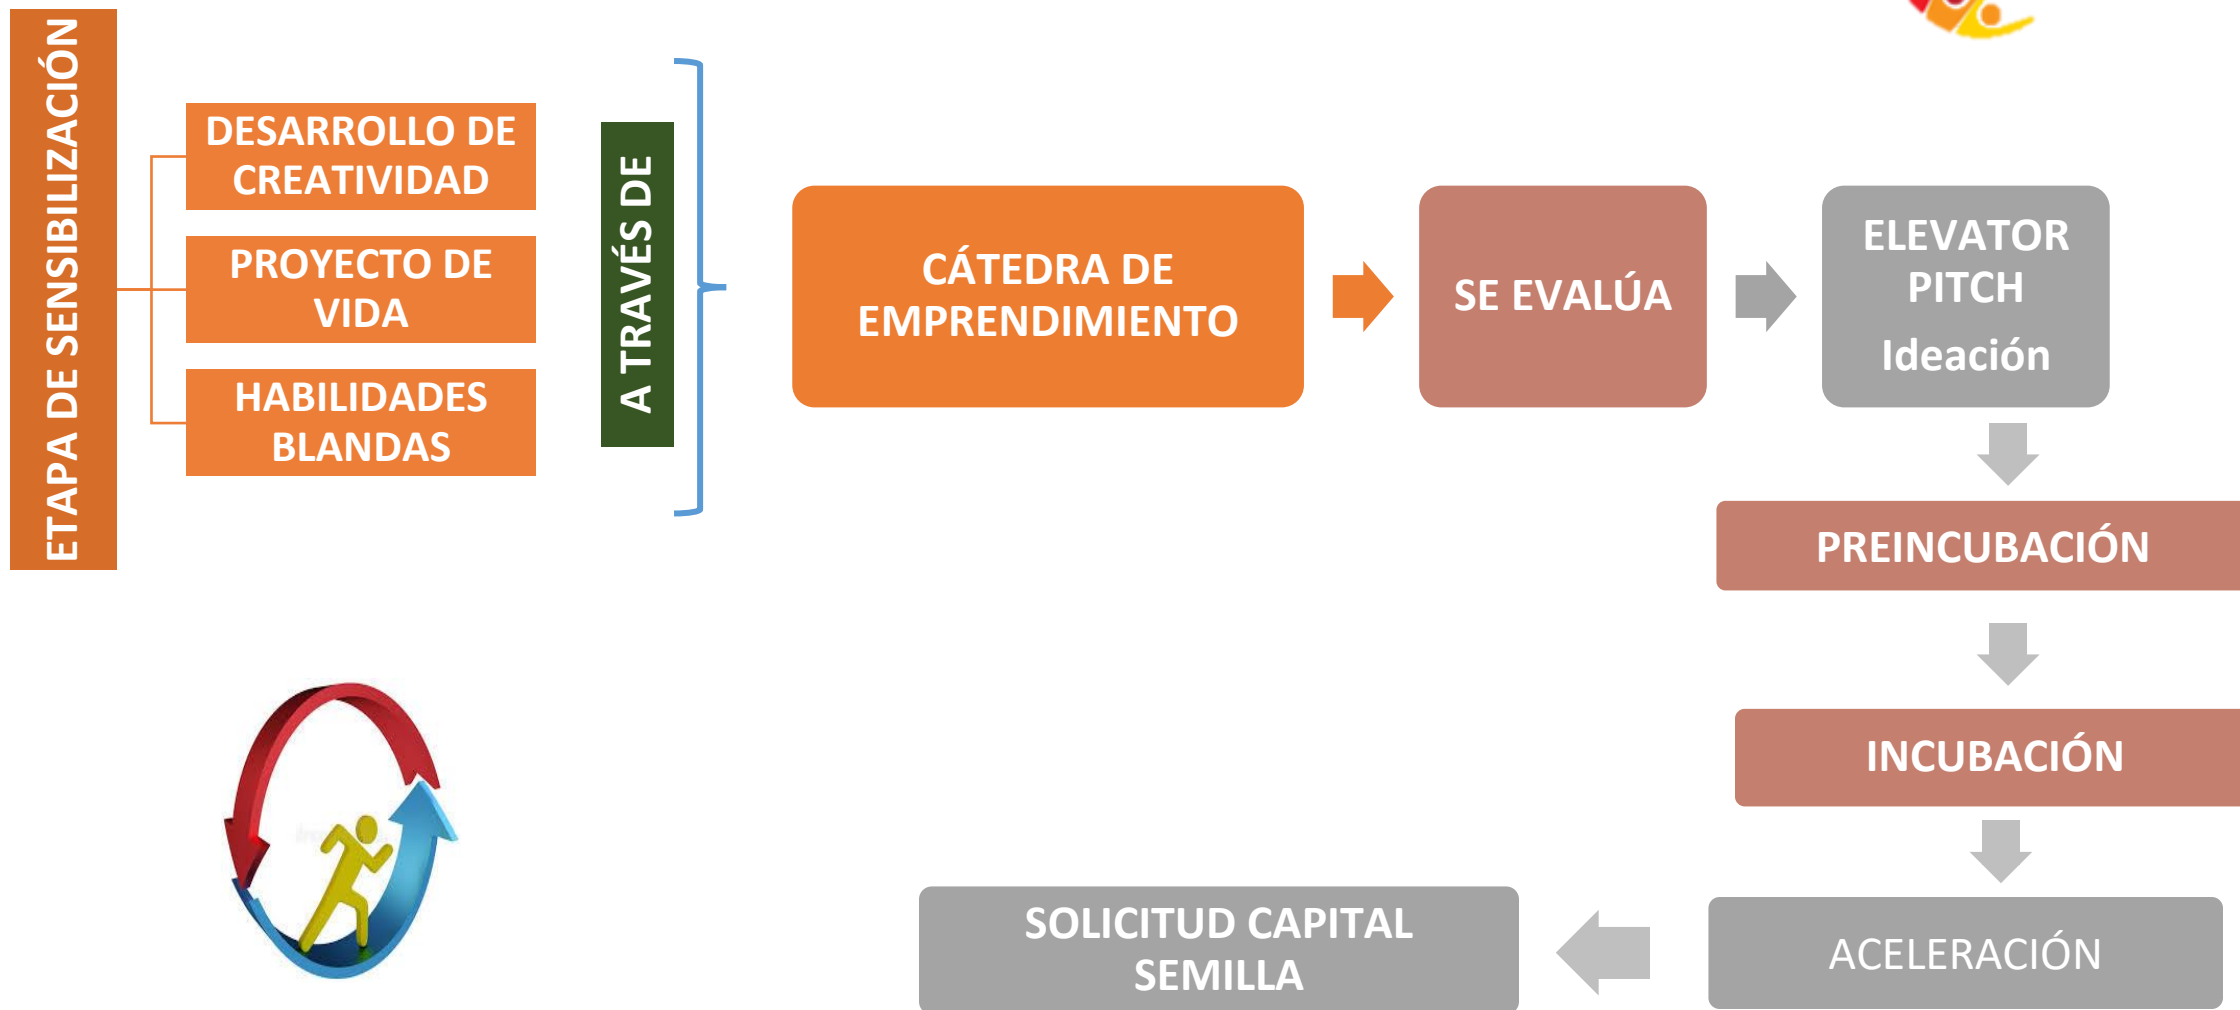 ETAPA DE SENSIBILIZACIÓN
DESARROLLO DE
CREATIVIDAD
PROYECTO DE
VIDA
HABILIDADES
BLANDAS
A TRAVÉS DE
CÁTEDRA DE
EMPRENDIMIENTO
SE EVALÚA
ELEVATOR
PITCH
Ideación
PREINCUBACIÓN
INCUBACIÓN
ACELERACIÓN
SOLICITUD CAPITAL
SEMILLA